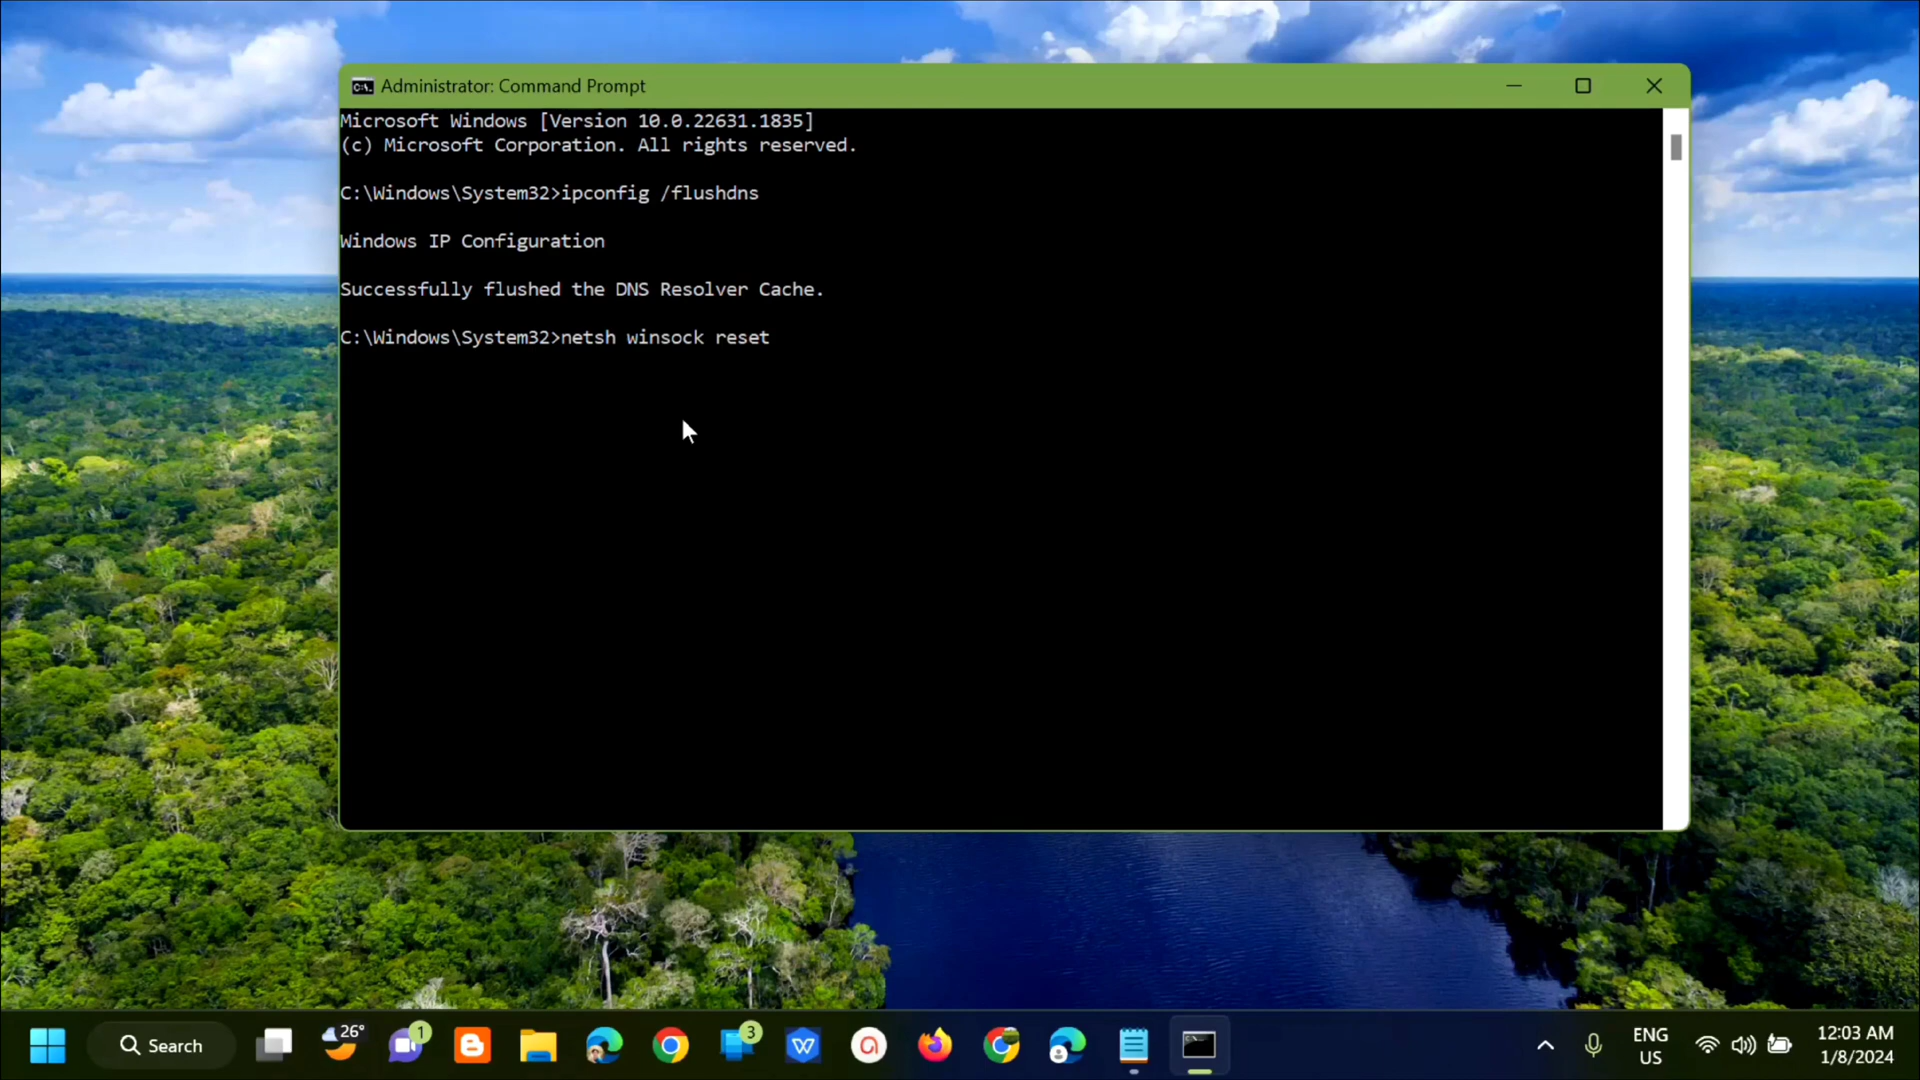 Administrator: Command Prompt
Microsoft Windows [Version 10.0.22631.1835]
(c) Microsoft Corporation. All rights reserved.
C:\Windows\System32>ipconfig /flushdns
Windows IP Configuration
Successfully flushed the DNS Resolver Cache.
C:\Windows\System32>netsh winsock reset
Search
26°
1
3
ENG
US
12:03 AM
1/8/2024